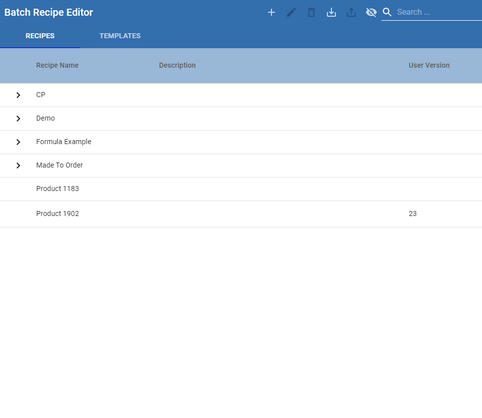 Batch Recipe Editor
Search ...
RECIPES TEMPLATES
Recipe Name Description User Version
CP
Demo
Formula Example
Made To Order
Product 1183
Product 1902 23